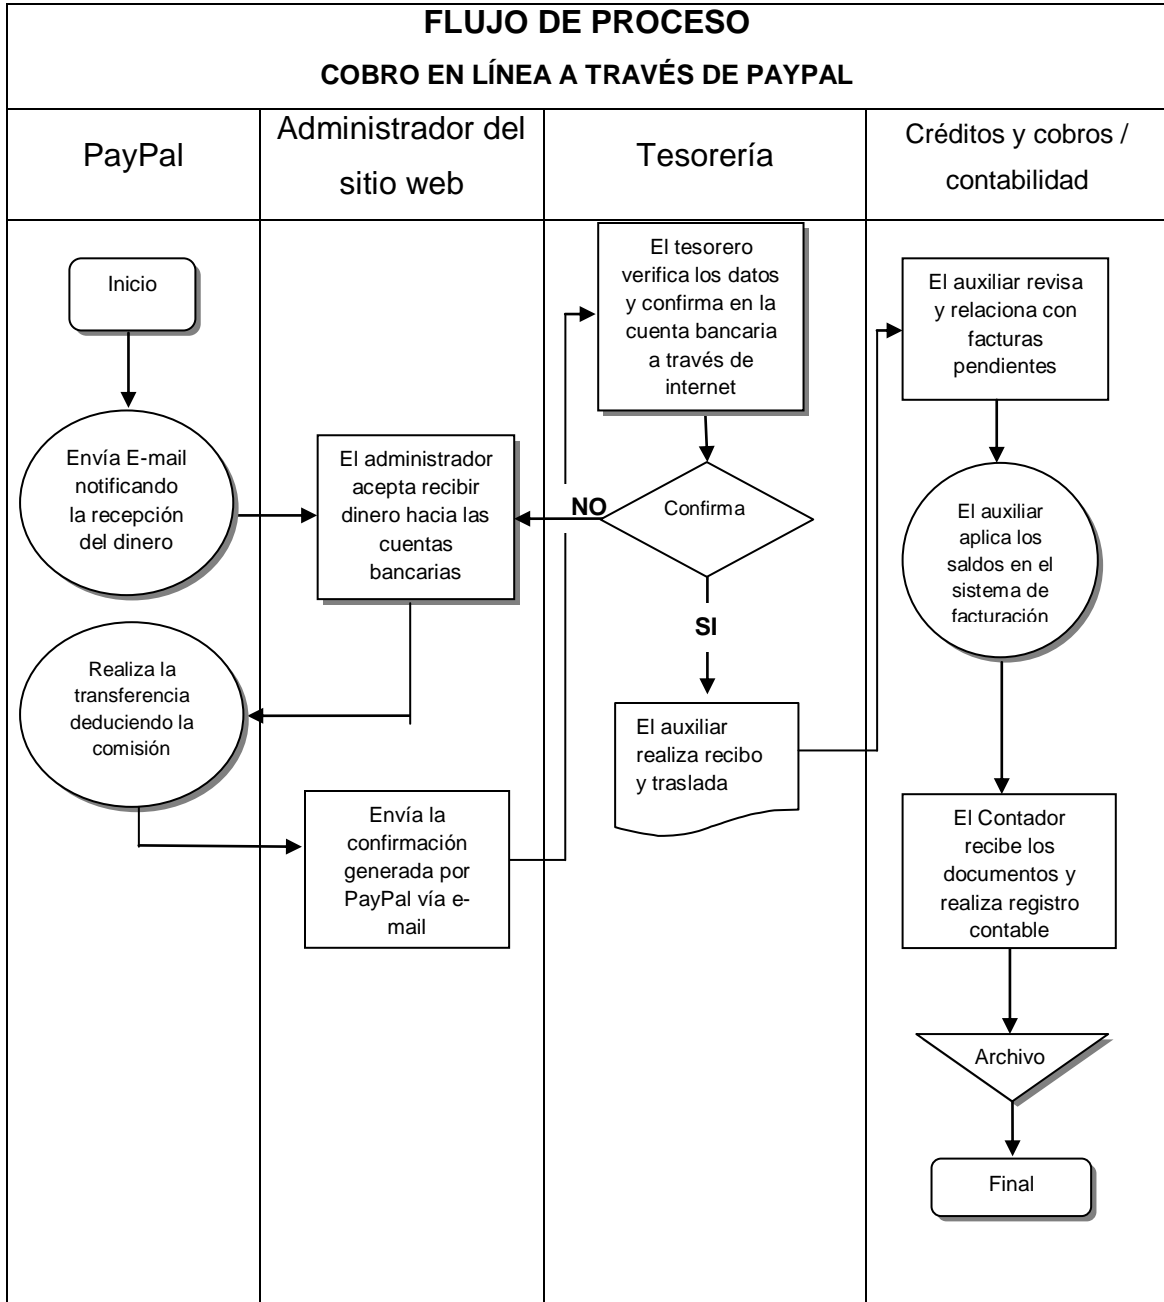 FLUJO DE PROCESO
COBRO EN LÍNEA A TRAVÉS DE PAYPAL
PayPal
Administrador del
sitio web
Tesorería
Créditos y cobros /
contabilidad
Inicio
Envía E-mail
notificando
la recepción
del dinero
Realiza la
transferencia
deduciendo la
comisión
El administrador
acepta recibir
dinero hacia las
cuentas
bancarias
Envía la
confirmación
generada por
PayPal vía e-
mail
El tesorero
verifica los datos
y confirma en la
cuenta bancaria
a través de
internet
Confirma
NO
SI
El auxiliar
realiza recibo
y traslada
El auxiliar revisa
y relaciona con
facturas
pendientes
El auxiliar
aplica los
saldos en el
sistema de
facturación
El Contador
recibe los
documentos y
realiza registro
contable
Archivo
Final